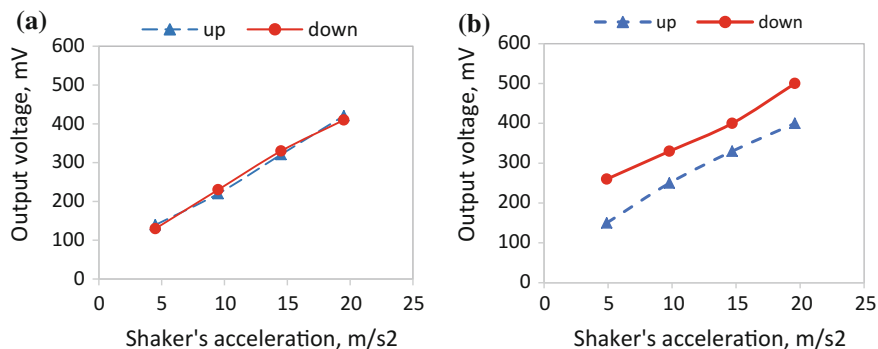 (a)
up
down
Output voltage, mV
600
500
400
300
200
100
0
0 5 10 15 20 25
Shaker's acceleration, m/s2
(b)
up
down
Output voltage, mV
600
500
400
300
200
100
0
0 5 10 15 20 25
Shaker's acceleration, m/s2